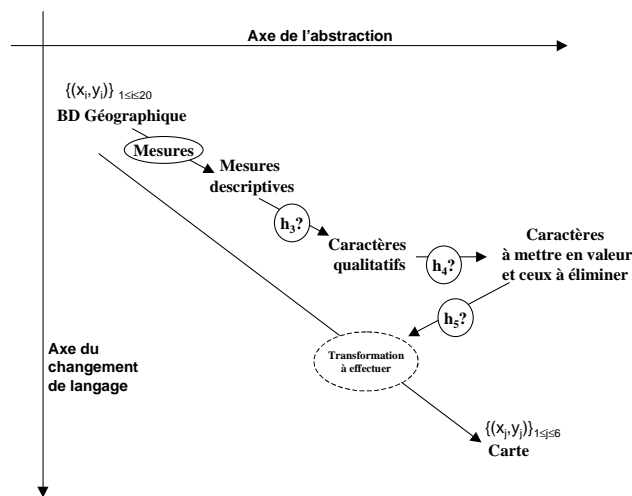 Axe de l'abstraction
{(xi,yi)} 1≤i≤20
BD Géographique
Mesures
Mesures
descriptives
h3?
Caractères
qualitatifs
h4?
Caractères
à mettre en valeur
et ceux à éliminer
h5?
Transformation
à effectuer
Axe du
changement
de langage
{(xj,yj)}1≤j≤6
Carte